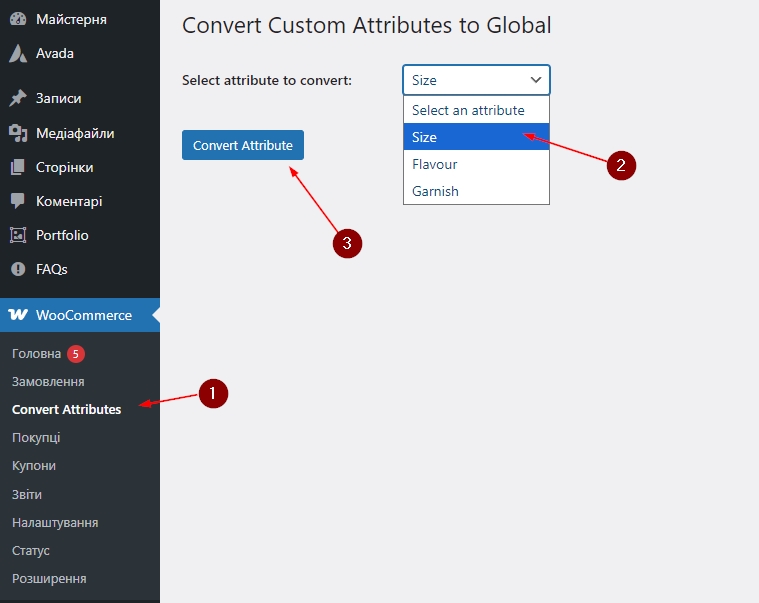 Майстерня
Avada
Записи
Медіафайли
Сторінки
Коментарі
Portfolio
FAQs
WooCommerce
Головна 5
Замовлення
Convert Attributes
Покупці
Купони
Звіти
Налаштування
Статус
Розширення
Convert Custom Attributes to Global
Select attribute to convert:
Size
Select an attribute
Size
Flavour
Garnish
Convert Attribute
1
2
3